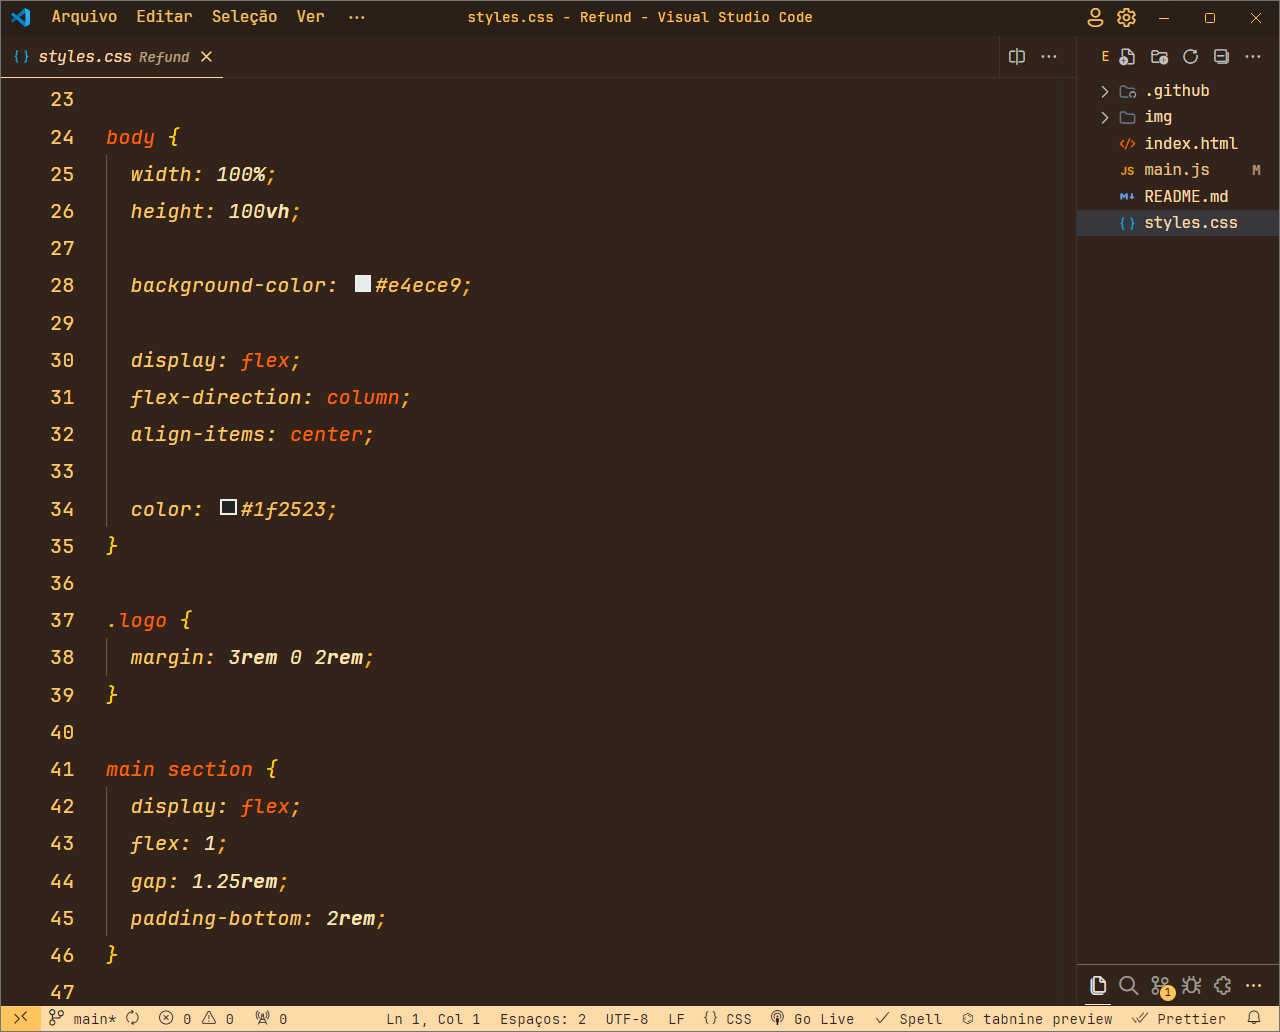 Arquivo Editar Seleção Ver ··· styles.css - Refund - Visual Studio Code
{} styles.css Refund
E
23
24 body {
25 width: 100%;
26 height: 100vh;
27
28 background-color: #e4ece9;
29
30 display: flex;
31 flex-direction: column;
32 align-items: center;
33
34 color: #1f2523;
35 }
36
37 .logo {
38 margin: 3rem 0 2rem;
39 }
40
41 main section {
42 display: flex;
43 flex: 1;
44 gap: 1.25rem;
45 padding-bottom: 2rem;
46 }
47
.github
img
</> index.html
JS main.js M
M↓ README.md
{} styles.css
1
main* 0 0 0 Ln 1, Col 1 Espaços: 2 UTF-8 LF {} CSS Go Live Spell tabnine preview Prettier